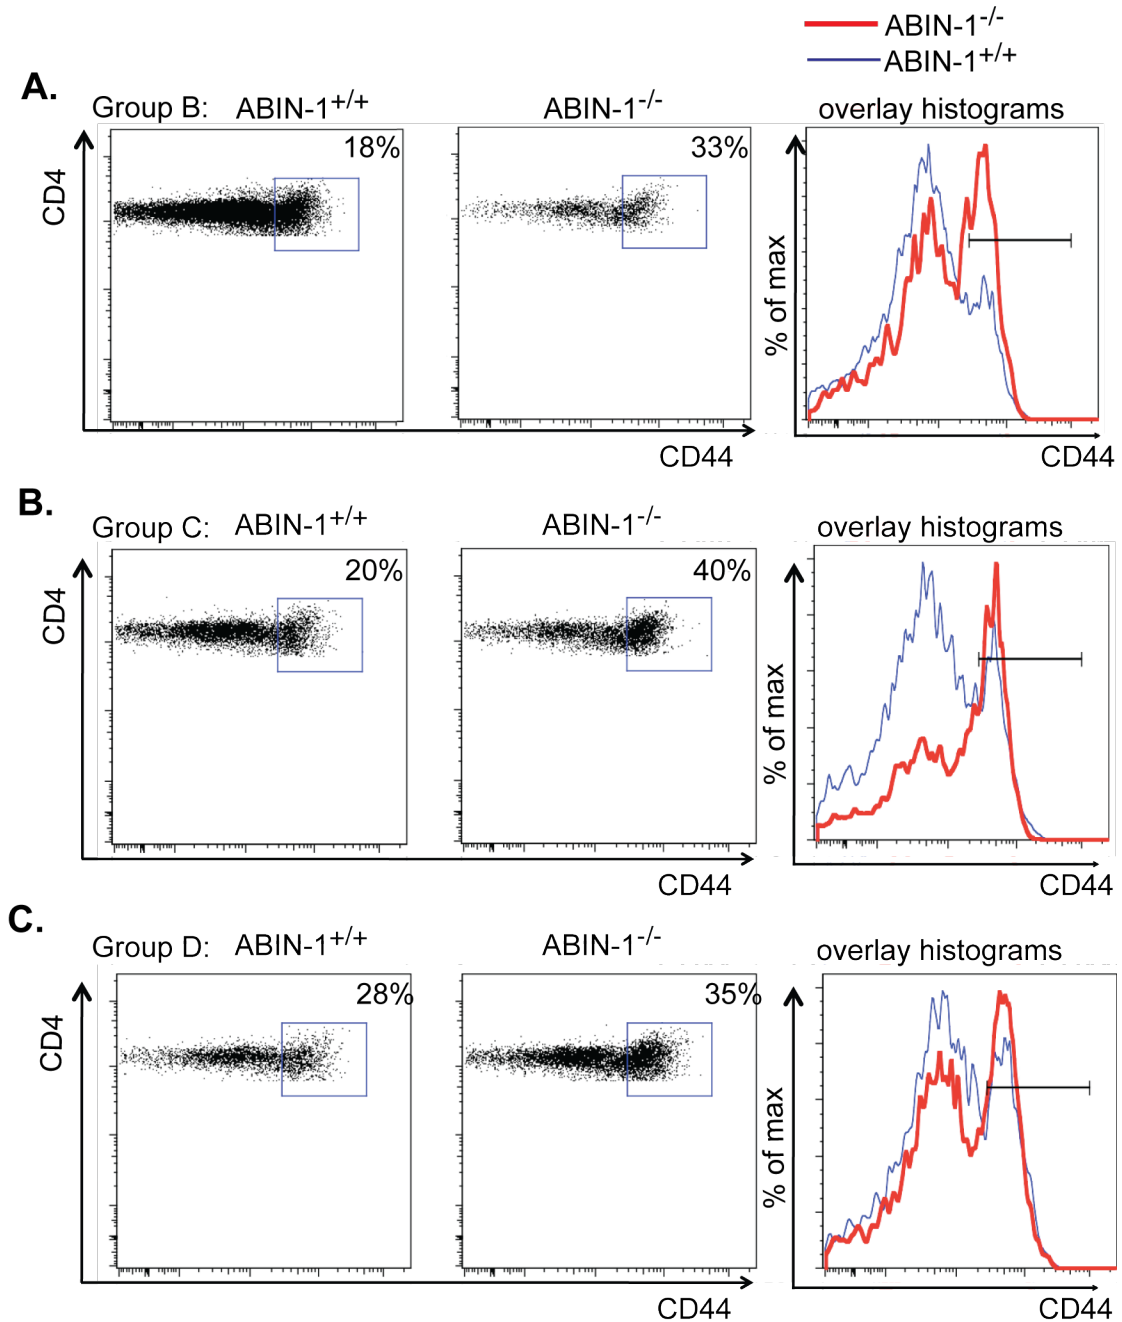 ABIN-1-/-
ABIN-1+/+
A.
Group B: ABIN-1+/+ ABIN-1-/- overlay histograms
18% 33%
CD4 % of max
CD44 CD44
B.
Group C: ABIN-1+/+ ABIN-1-/- overlay histograms
20% 40%
CD4 % of max
CD44 CD44
C.
Group D: ABIN-1+/+ ABIN-1-/- overlay histograms
28% 35%
CD4 % of max
CD44 CD44